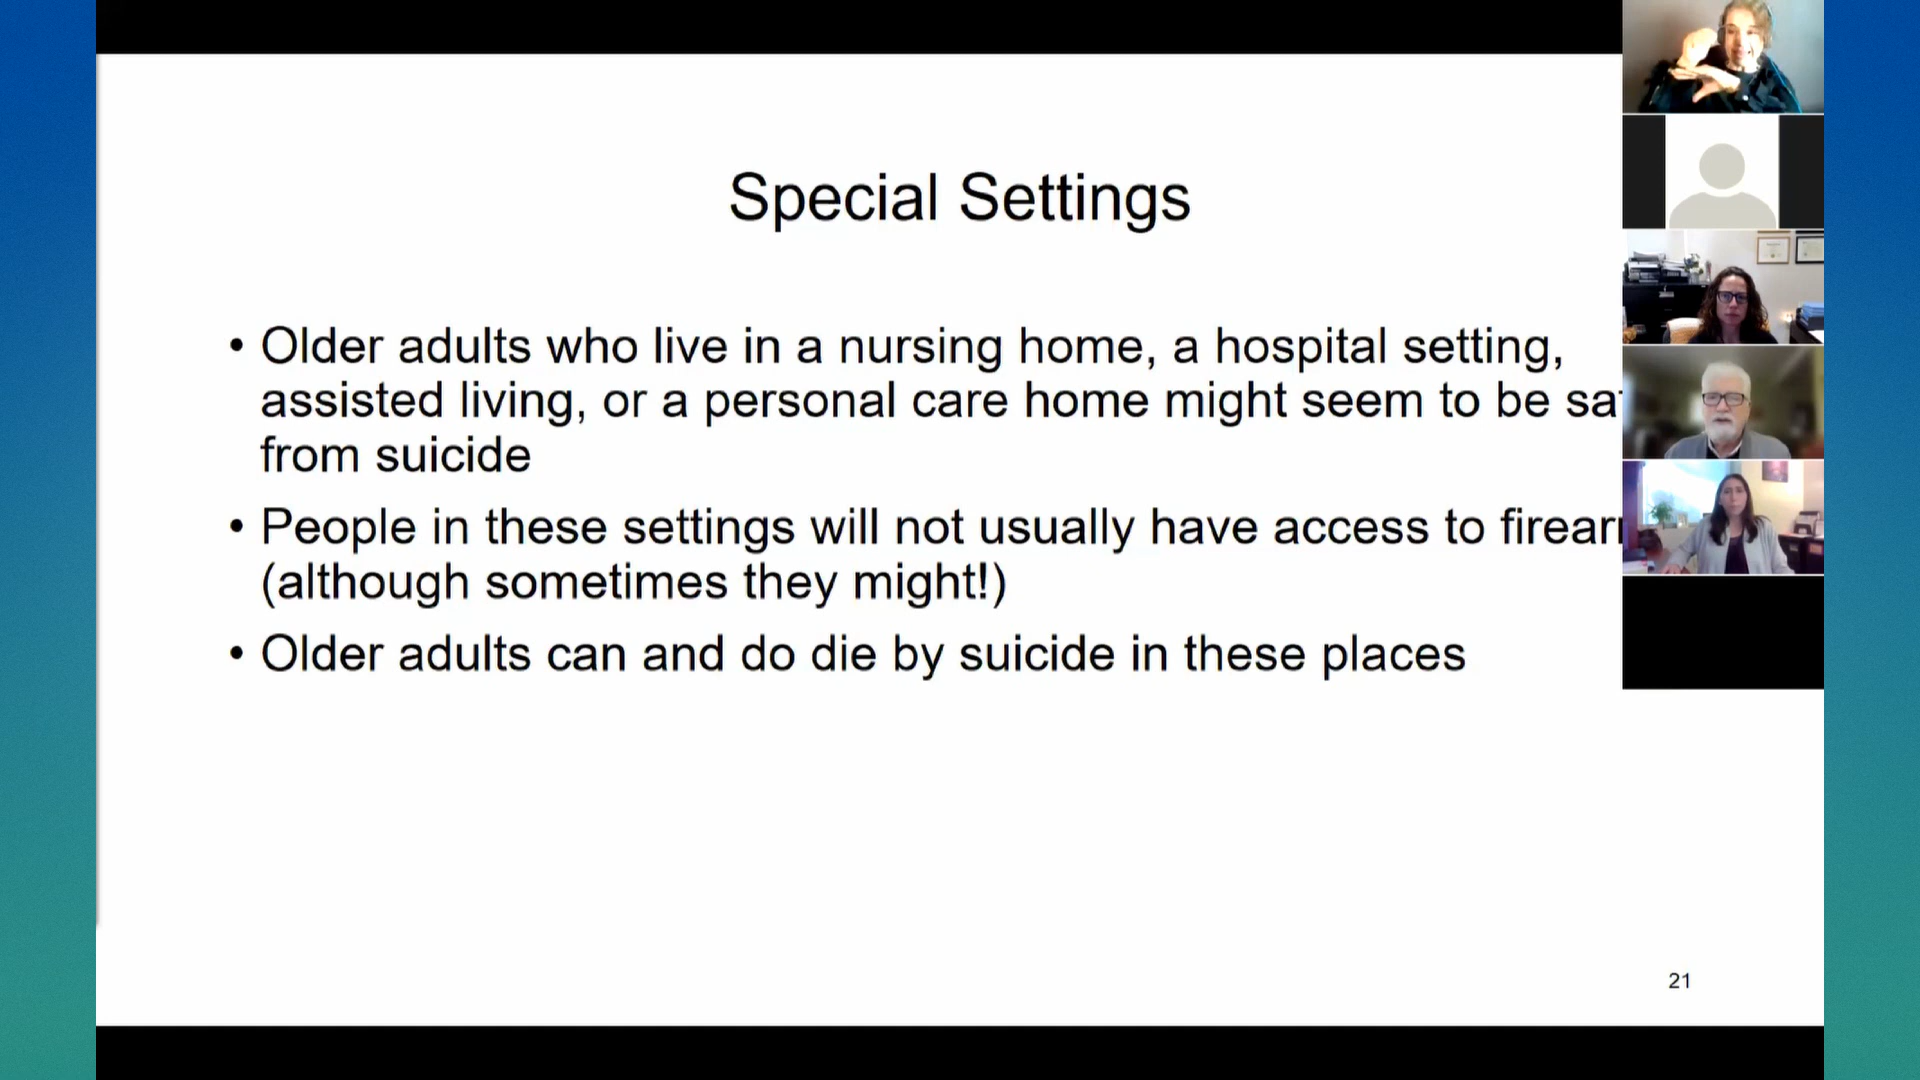 Special Settings
• Older adults who live in a nursing home, a hospital setting,
assisted living, or a personal care home might seem to be
from suicide
• People in these settings will not usually have access to
(although sometimes they might!)
• Older adults can and do die by suicide in these places
21